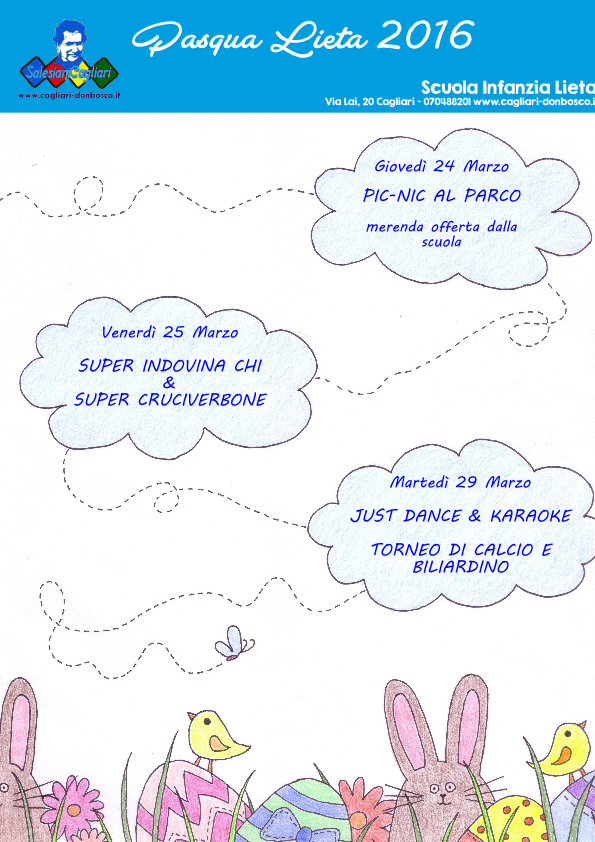 Pasqua Lieta 2016
Salesiani Cagliari
www.cagliari-donbosco.it
Scuola Infanzia Lieta
Via Lai, 20 Cagliari - 070488201 www.cagliari-donbosco.i
Giovedì 24 Marzo
PIC-NIC AL PARCO
merenda offerta dalla
scuola
Venerdì 25 Marzo
SUPER INDOVINA CHI
&
SUPER CRUCIVERBONE
Martedì 29 Marzo
JUST DANCE & KARAOKE
TORNEO DI CALCIO E
BILIARDINO